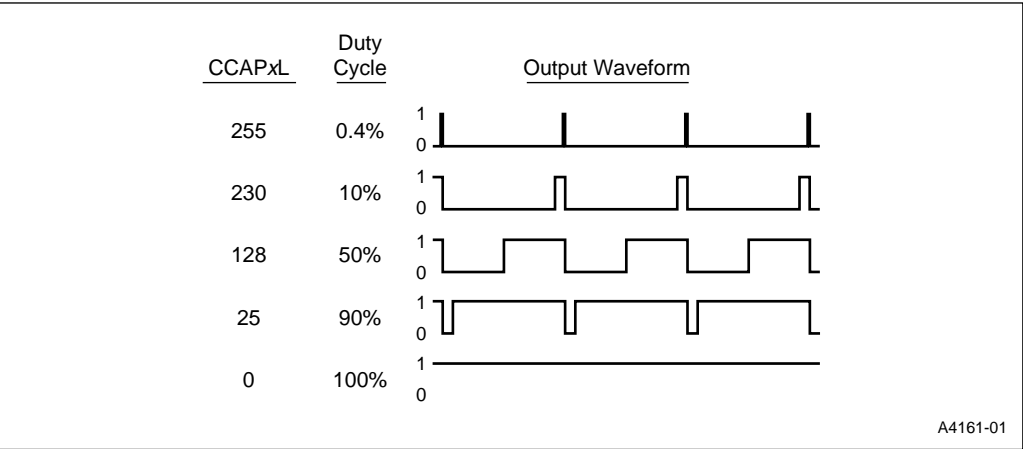 Duty
CCAPxL Cycle Output Waveform
255 0.4% 1
0
230 10% 1
0
128 50% 1
0
25 90% 1
0
0 100% 1
0
A4161-01